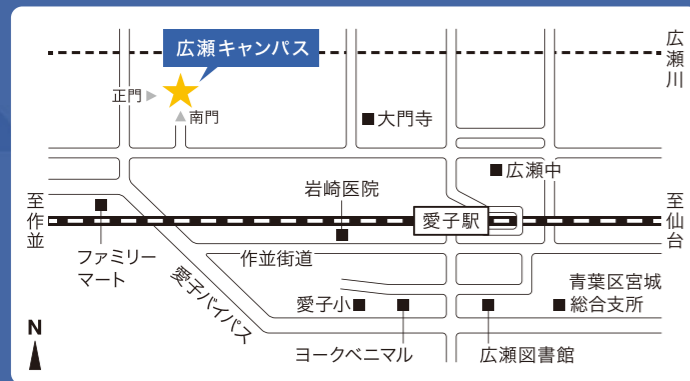 広瀬キャンパス
広瀬川
正門
南門
大門寺
広瀬中
岩崎医院
至作並
愛子駅
至仙台
ファミリー
マート
愛子バイパス
作並街道
青葉区宮城
総合支所
愛子小
ヨークベニマル
広瀬図書館
N